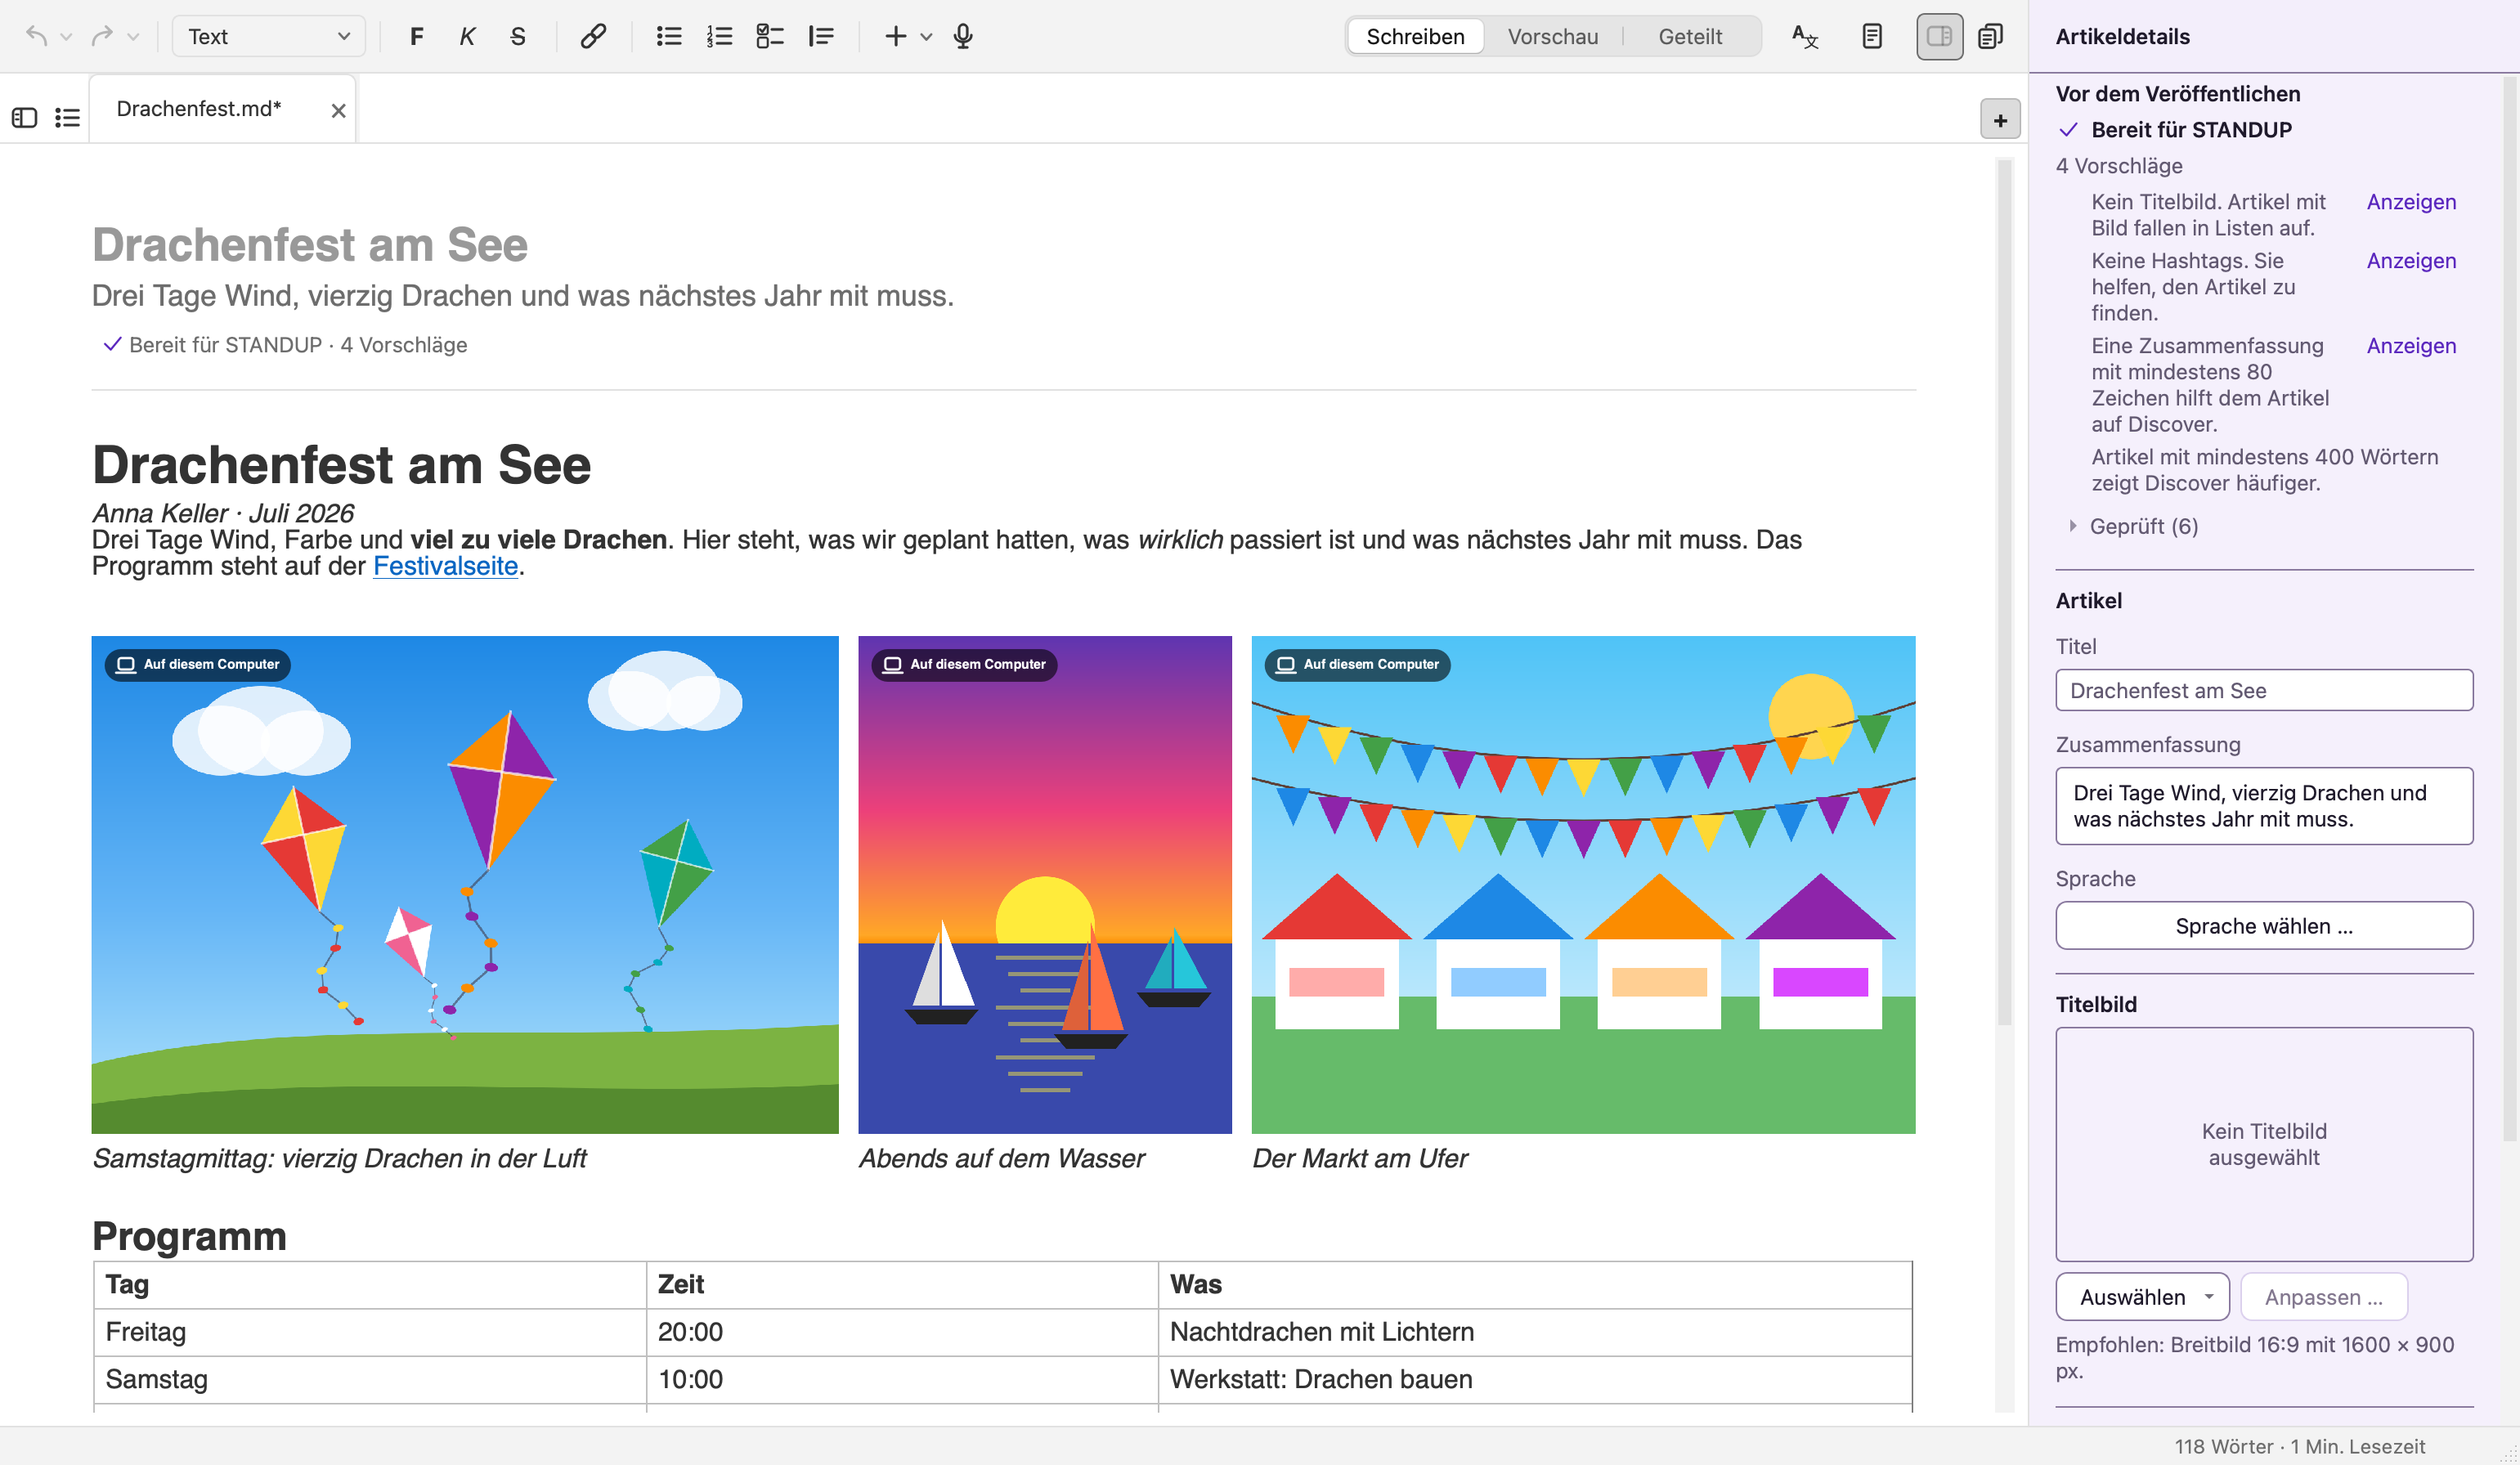 Text
F
K
S
Schreiben
Vorschau
Geteilt
Artikeldetails
Drachenfest.md*
Drachenfest am See
Drei Tage Wind, vierzig Drachen und was nächstes Jahr mit muss.
Bereit für STANDUP · 4 Vorschläge
Drachenfest am See
Anna Keller · Juli 2026
Drei Tage Wind, Farbe und viel zu viele Drachen. Hier steht, was wir geplant hatten, was wirklich passiert ist und was nächstes Jahr mit muss. Das
Programm steht auf der Festivalseite.
Auf diesem Computer
Auf diesem Computer
Auf diesem Computer
Samstagmittag: vierzig Drachen in der Luft
Abends auf dem Wasser
Der Markt am Ufer
Programm
Tag
Zeit
Was
Freitag
20:00
Nachtdrachen mit Lichtern
Samstag
10:00
Werkstatt: Drachen bauen
Vor dem Veröffentlichen
Bereit für STANDUP
4 Vorschläge
Kein Titelbild. Artikel mit
Bild fallen in Listen auf.
Anzeigen
Keine Hashtags. Sie
helfen, den Artikel zu
finden.
Anzeigen
Eine Zusammenfassung
mit mindestens 80
Zeichen hilft dem Artikel
auf Discover.
Anzeigen
Artikel mit mindestens 400 Wörtern
zeigt Discover häufiger.
Geprüft (6)
Artikel
Titel
Drachenfest am See
Zusammenfassung
Drei Tage Wind, vierzig Drachen und
was nächstes Jahr mit muss.
Sprache
Sprache wählen ...
Titelbild
Kein Titelbild
ausgewählt
Auswählen
Anpassen ...
Empfohlen: Breitbild 16:9 mit 1600 × 900
px.
118 Wörter · 1 Min. Lesezeit